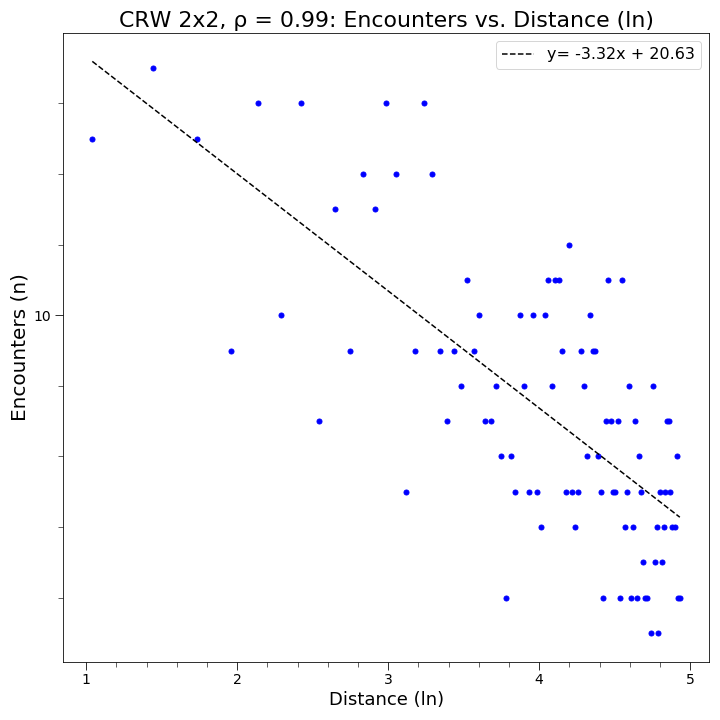 CRW 2x2, ρ = 0.99: Encounters vs. Distance (ln)
y= -3.32x + 20.63
Encounters (n)
10
1 2 3 4 5
Distance (ln)